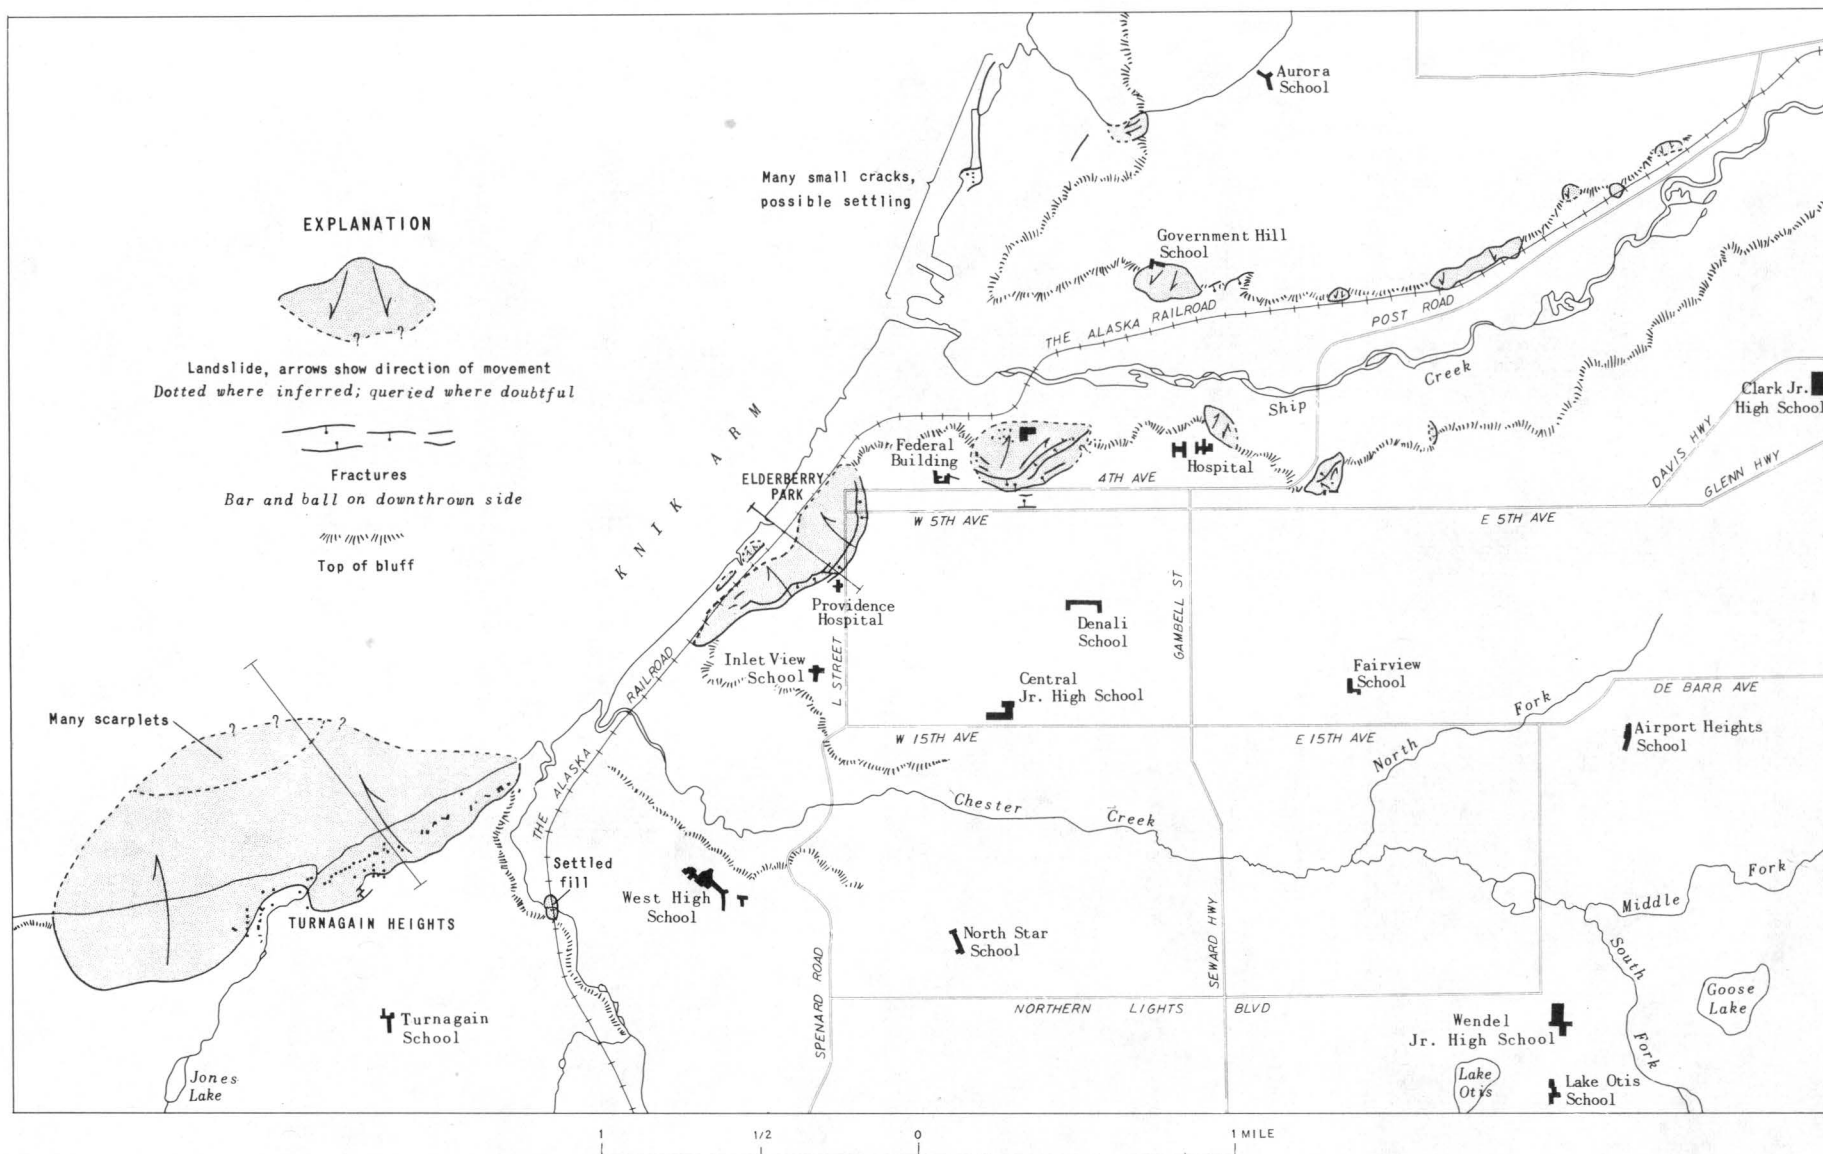 Aurora
School
Many small cracks,
possible settling
EXPLANATION
?
?
Landslide, arrows show direction of movement
Dotted where inferred; queried where doubtful
Fractures
Bar and ball on downthrown side
Top of bluff
Government Hill
School
THE ALASKA RAILROAD
POST ROAD
Ship
Creek
Clark Jr.
High School
DAVIS HWY
GLENN HWY
KNIK ARM
Federal
Building
Hospital
4TH AVE
ELDERBERRY
PARK
W 5TH AVE
E 5TH AVE
Providence
Hospital
L STREET
GAMBELL ST
Denali
School
Inlet View
School
Central
Jr. High School
Fairview
School
DE BARR AVE
W 15TH AVE
E 15TH AVE
Airport Heights
School
North
Fork
Many scarplets
?
?
?
THE ALASKA RAILROAD
Chester
Creek
Settled
fill
West High
School
TURNAGAIN HEIGHTS
North Star
School
SPENARD ROAD
SEWARD HWY
Middle
Fork
South
Fork
Goose
Lake
NORTHERN LIGHTS BLVD
Turnagain
School
Wendel
Jr. High School
Jones
Lake
Lake
Otis
Lake Otis
School
1 1/2 0 1 MILE